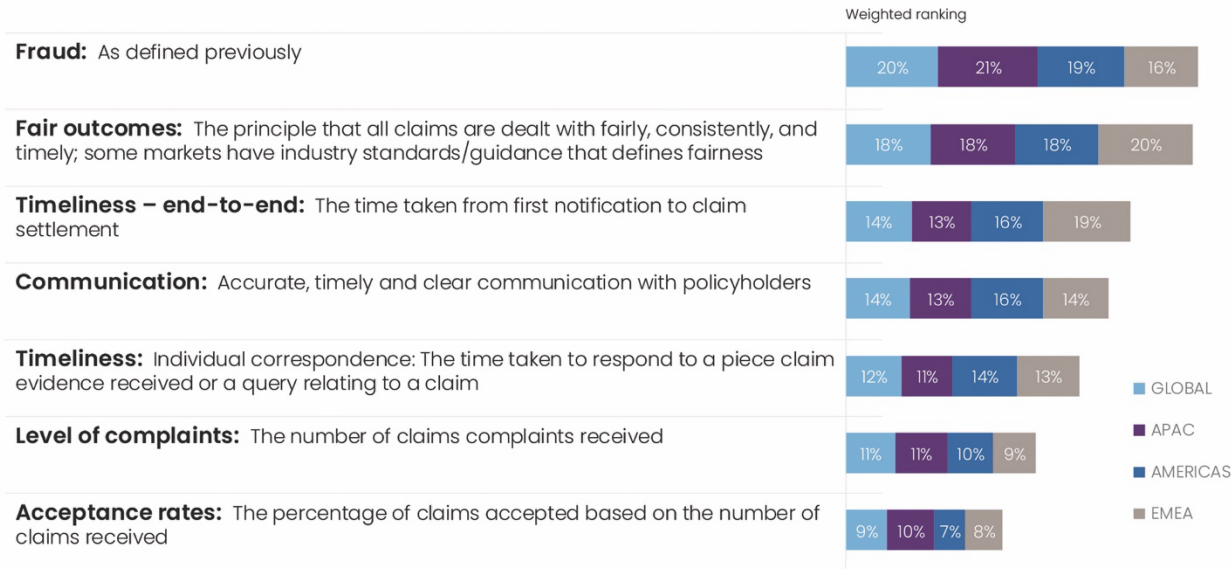 Weighted ranking
Fraud: As defined previously
20% 21% 19% 16%
Fair outcomes: The principle that all claims are dealt with fairly, consistently, and
timely; some markets have industry standards/guidance that defines fairness
18% 18% 18% 20%
Timeliness – end-to-end: The time taken from first notification to claim
settlement
14% 13% 16% 19%
Communication: Accurate, timely and clear communication with policyholders
14% 13% 16% 14%
Timeliness: Individual correspondence: The time taken to respond to a piece claim
evidence received or a query relating to a claim
12% 11% 14% 13%
Level of complaints: The number of claims complaints received
11% 11% 10% 9%
Acceptance rates: The percentage of claims accepted based on the number of
claims received
9% 10% 7% 8%
GLOBAL
APAC
AMERICAS
EMEA